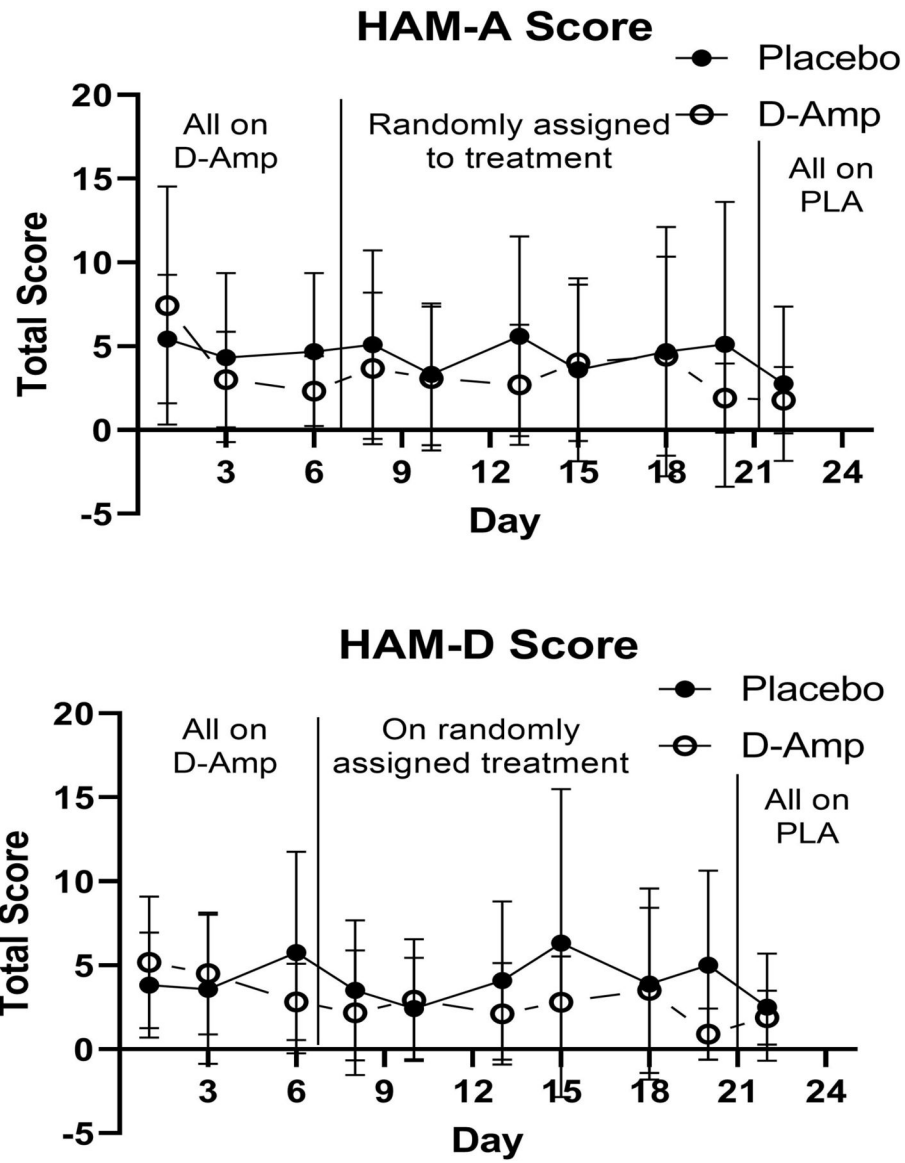 HAM-A Score
Placebo
D-Amp
All on
D-Amp
Randomly assigned
to treatment
All on
PLA
Total Score
20
15
10
5
0
-5
3
6
9
12
15
18
21
24
Day
HAM-D Score
Placebo
D-Amp
All on
D-Amp
On randomly
assigned treatment
All on
PLA
Total Score
20
15
10
5
0
-5
3
6
9
12
15
18
21
24
Day